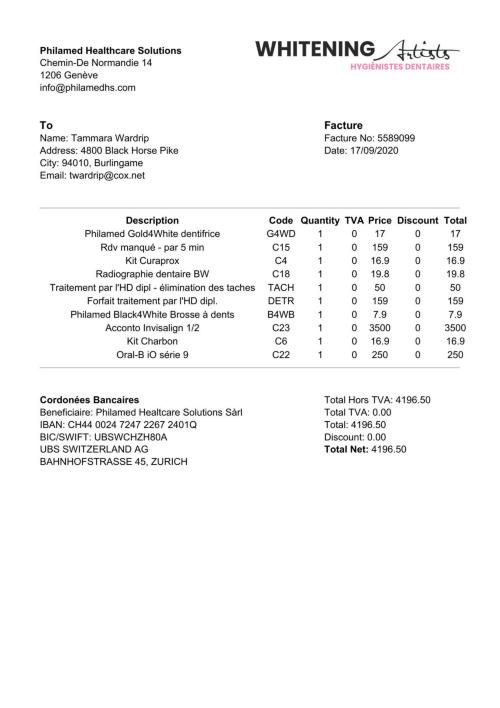 Philamed Healthcare Solutions
Chemin-De Normandie 14
1206 Genève
info@philamedhs.com
WHITENING Artists
HYGIÉNISTES DENTAIRES
To
Name: Tammara Wardrip
Address: 4800 Black Horse Pike
City: 94010, Burlingame
Email: twardrip@cox.net
Facture
Facture No: 5589099
Date: 17/09/2020
Description Code Quantity TVA Price Discount Total
Philamed Gold4White dentifrice G4WD 1 0 17 0 17
Rdv manqué - par 5 min C15 1 0 159 0 159
Kit Curaprox C4 1 0 16.9 0 16.9
Radiographie dentaire BW C18 1 0 19.8 0 19.8
Traitement par l'HD dipl - élimination des taches TACH 1 0 50 0 50
Forfait traitement par l'HD dipl. DETR 1 0 159 0 159
Philamed Black4White Brosse à dents B4WB 1 0 7.9 0 7.9
Acconto Invisalign 1/2 C23 1 0 3500 0 3500
Kit Charbon C6 1 0 16.9 0 16.9
Oral-B iO série 9 C22 1 0 250 0 250
Cordonées Bancaires
Beneficiaire: Philamed Healtcare Solutions Sàrl
IBAN: CH44 0024 7247 2267 2401Q
BIC/SWIFT: UBSWCHZH80A
UBS SWITZERLAND AG
BAHNHOFSTRASSE 45, ZURICH
Total Hors TVA: 4196.50
Total TVA: 0.00
Total: 4196.50
Discount: 0.00
Total Net: 4196.50